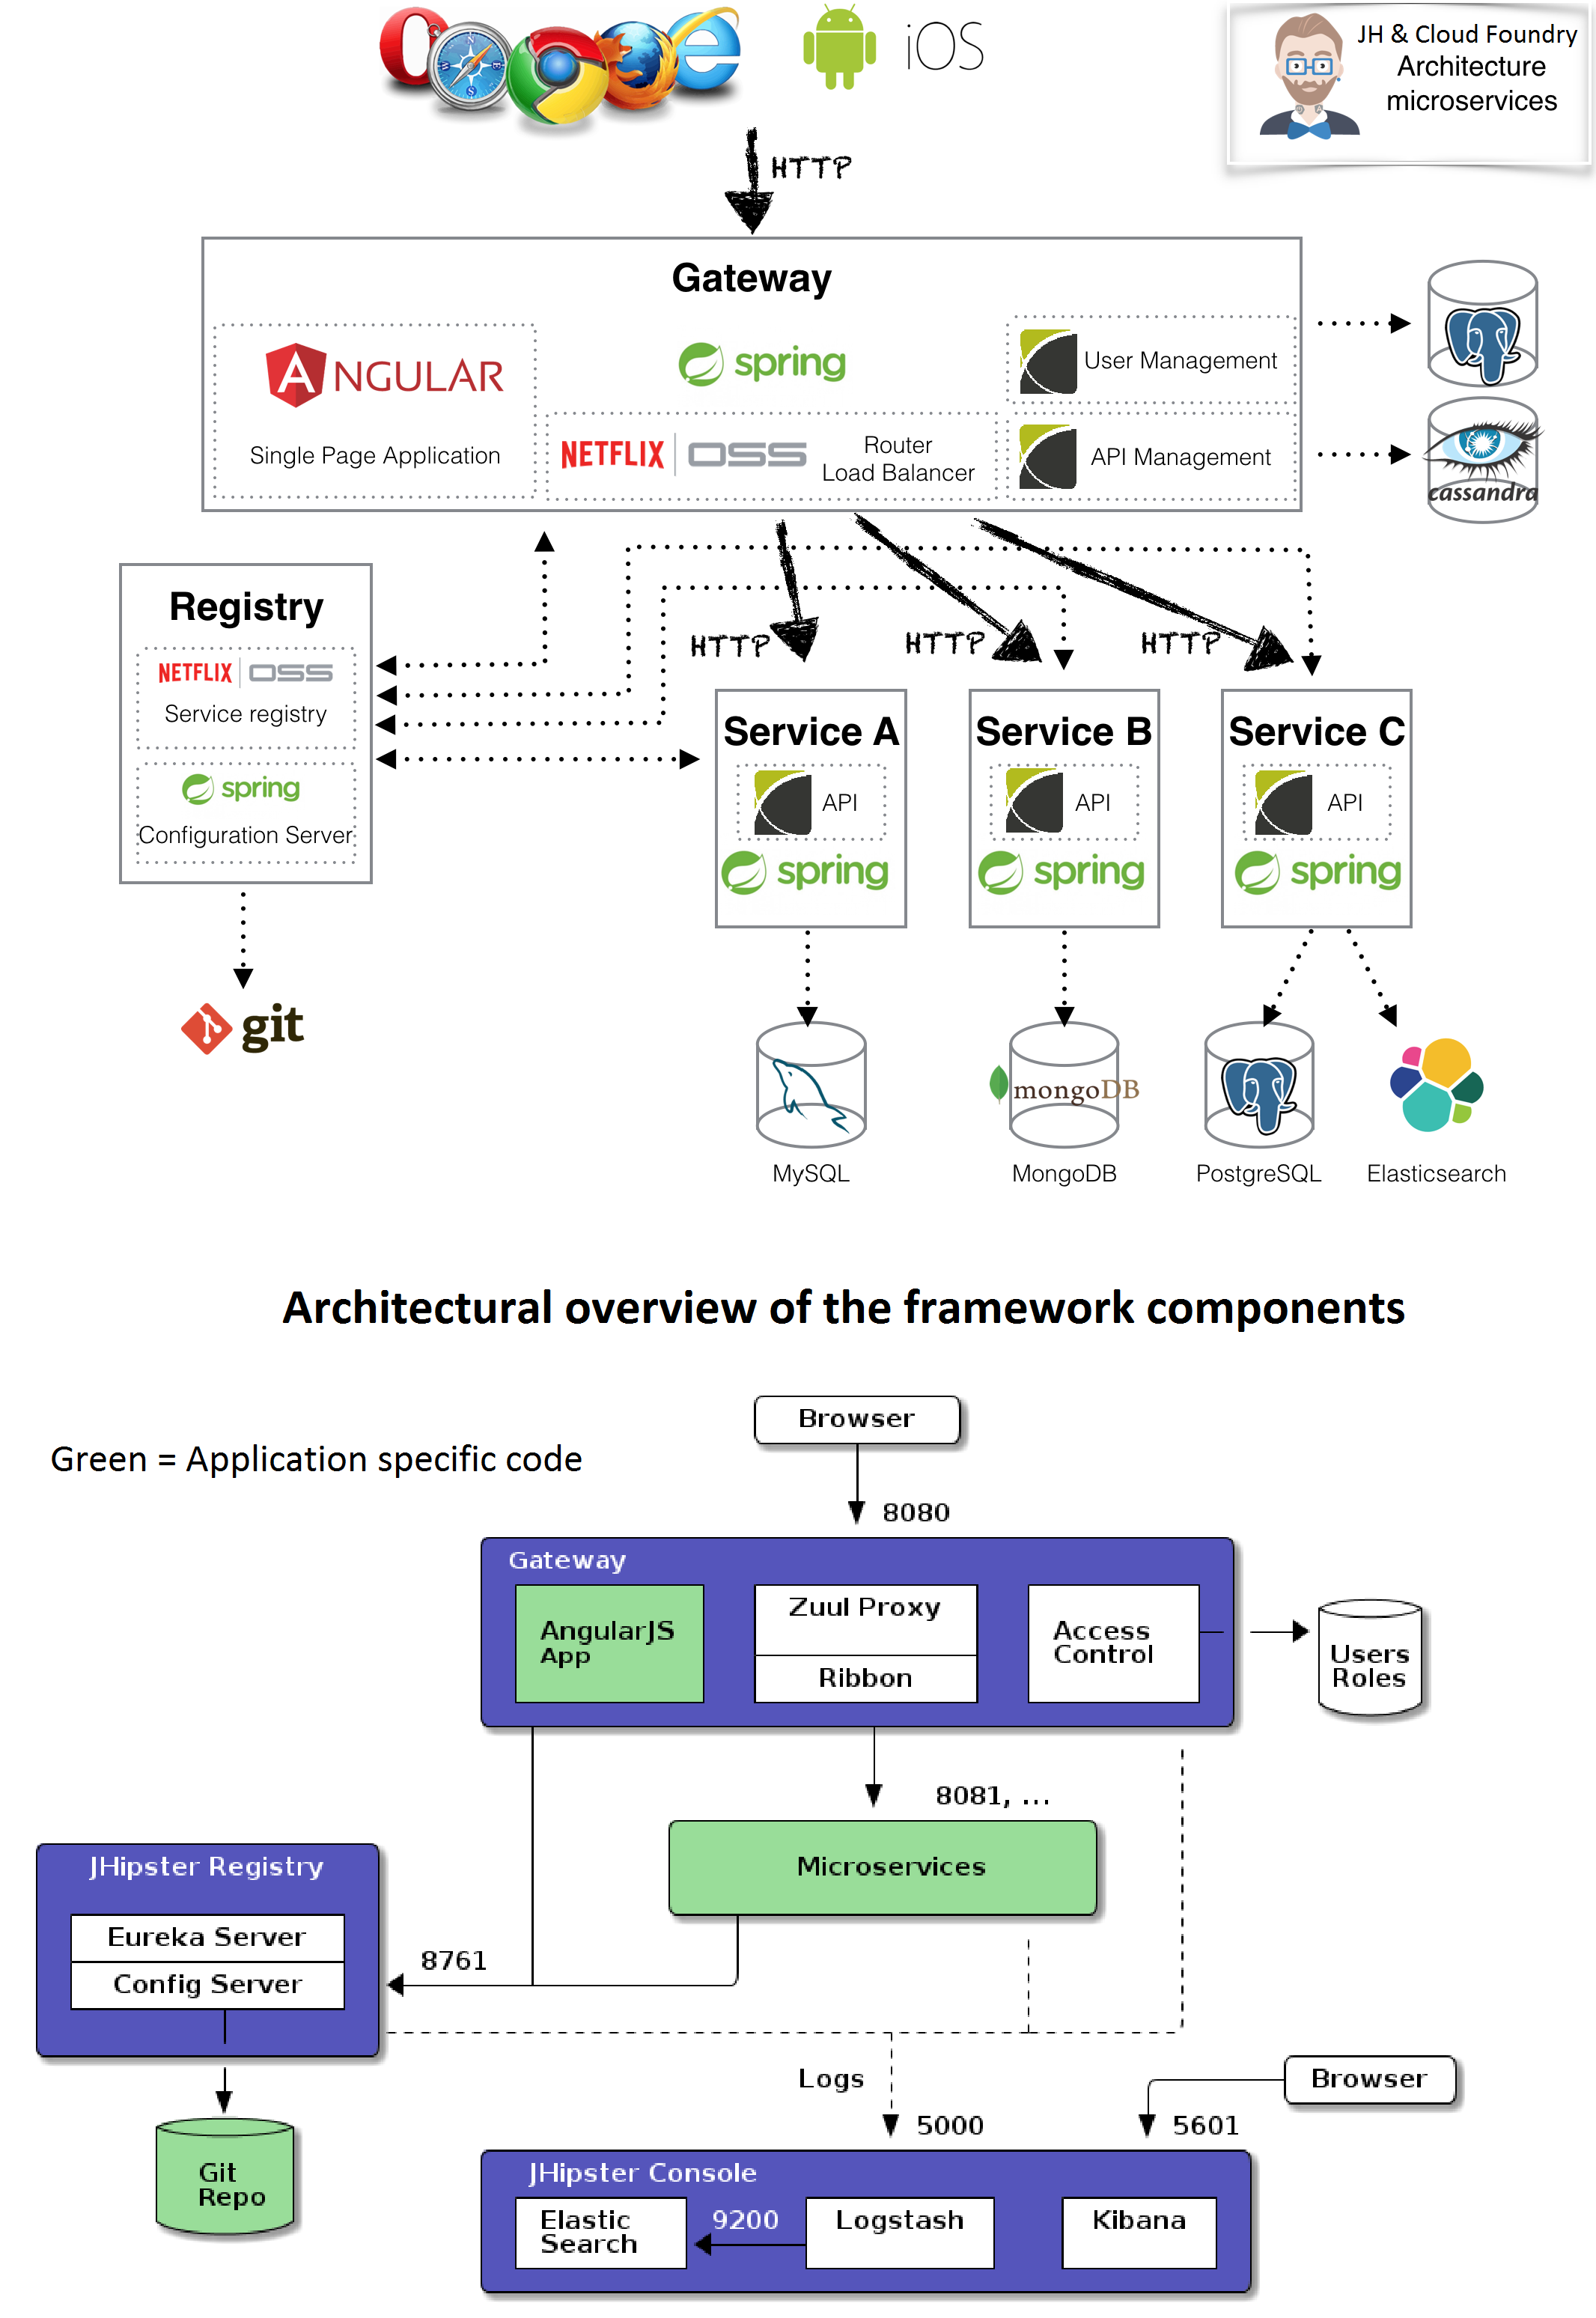 iOS
JH & Cloud Foundry
Architecture
microservices
HTTP
Gateway
ANGULAR
Single Page Application
spring
NETFLIX OSS
Router
Load Balancer
User Management
API Management
cassandra
Registry
NETFLIX OSS
Service registry
spring
Configuration Server
git
HTTP
HTTP
HTTP
Service A
API
spring
Service B
API
spring
Service C
API
spring
mongoDB
MySQL
MongoDB
PostgreSQL
Elasticsearch
Architectural overview of the framework components
Green = Application specific code
Browser
8080
Gateway
AngularJS
App
Zuul Proxy
Ribbon
Access
Control
Users
Roles
8081, ...
Microservices
JHipster Registry
Eureka Server
Config Server
8761
Git
Repo
Logs
5000
Browser
5601
JHipster Console
Elastic
Search
9200
Logstash
Kibana